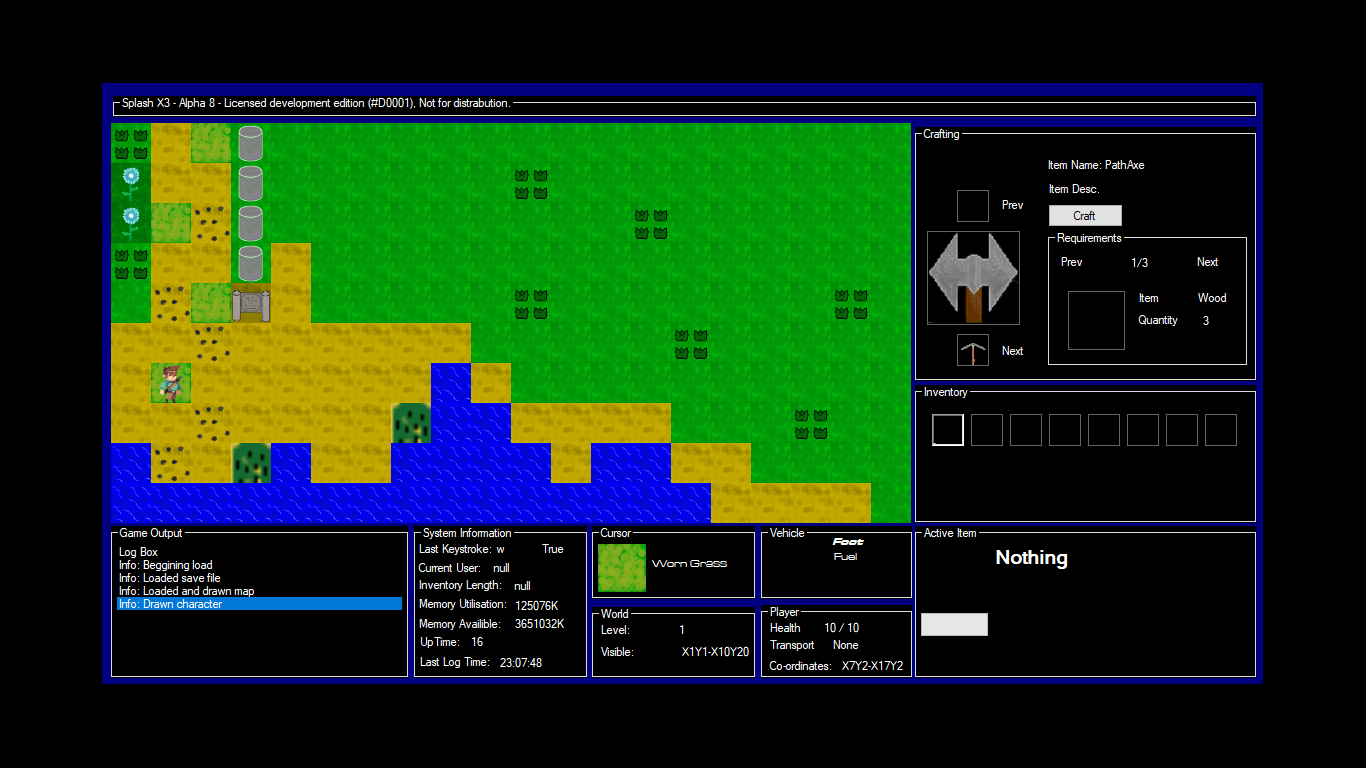 Splash X3 - Alpha 8 - Licensed development edition (#D0001), Not for distrabution.
Crafting
Item Name: PathAxe
Item Desc.
Prev
Craft
Requirements
Prev 1/3 Next
Item Wood
Quantity 3
Next
Inventory
Game Output
Log Box
Info: Beggining load
Info: Loaded save file
Info: Loaded and drawn map
Info: Drawn character
System Information
Last Keystroke: w True
Current User: null
Inventory Length: null
Memory Utilisation: 125076K
Memory Availible: 3651032K
UpTime: 16
Last Log Time: 23:07:48
Cursor
Worn Grass
World
Level: 1
Visible: X1Y1-X10Y20
Vehicle
Foot
Fuel
Player
Health 10 / 10
Transport None
Co-ordinates: X7Y2-X17Y2
Active Item
Nothing